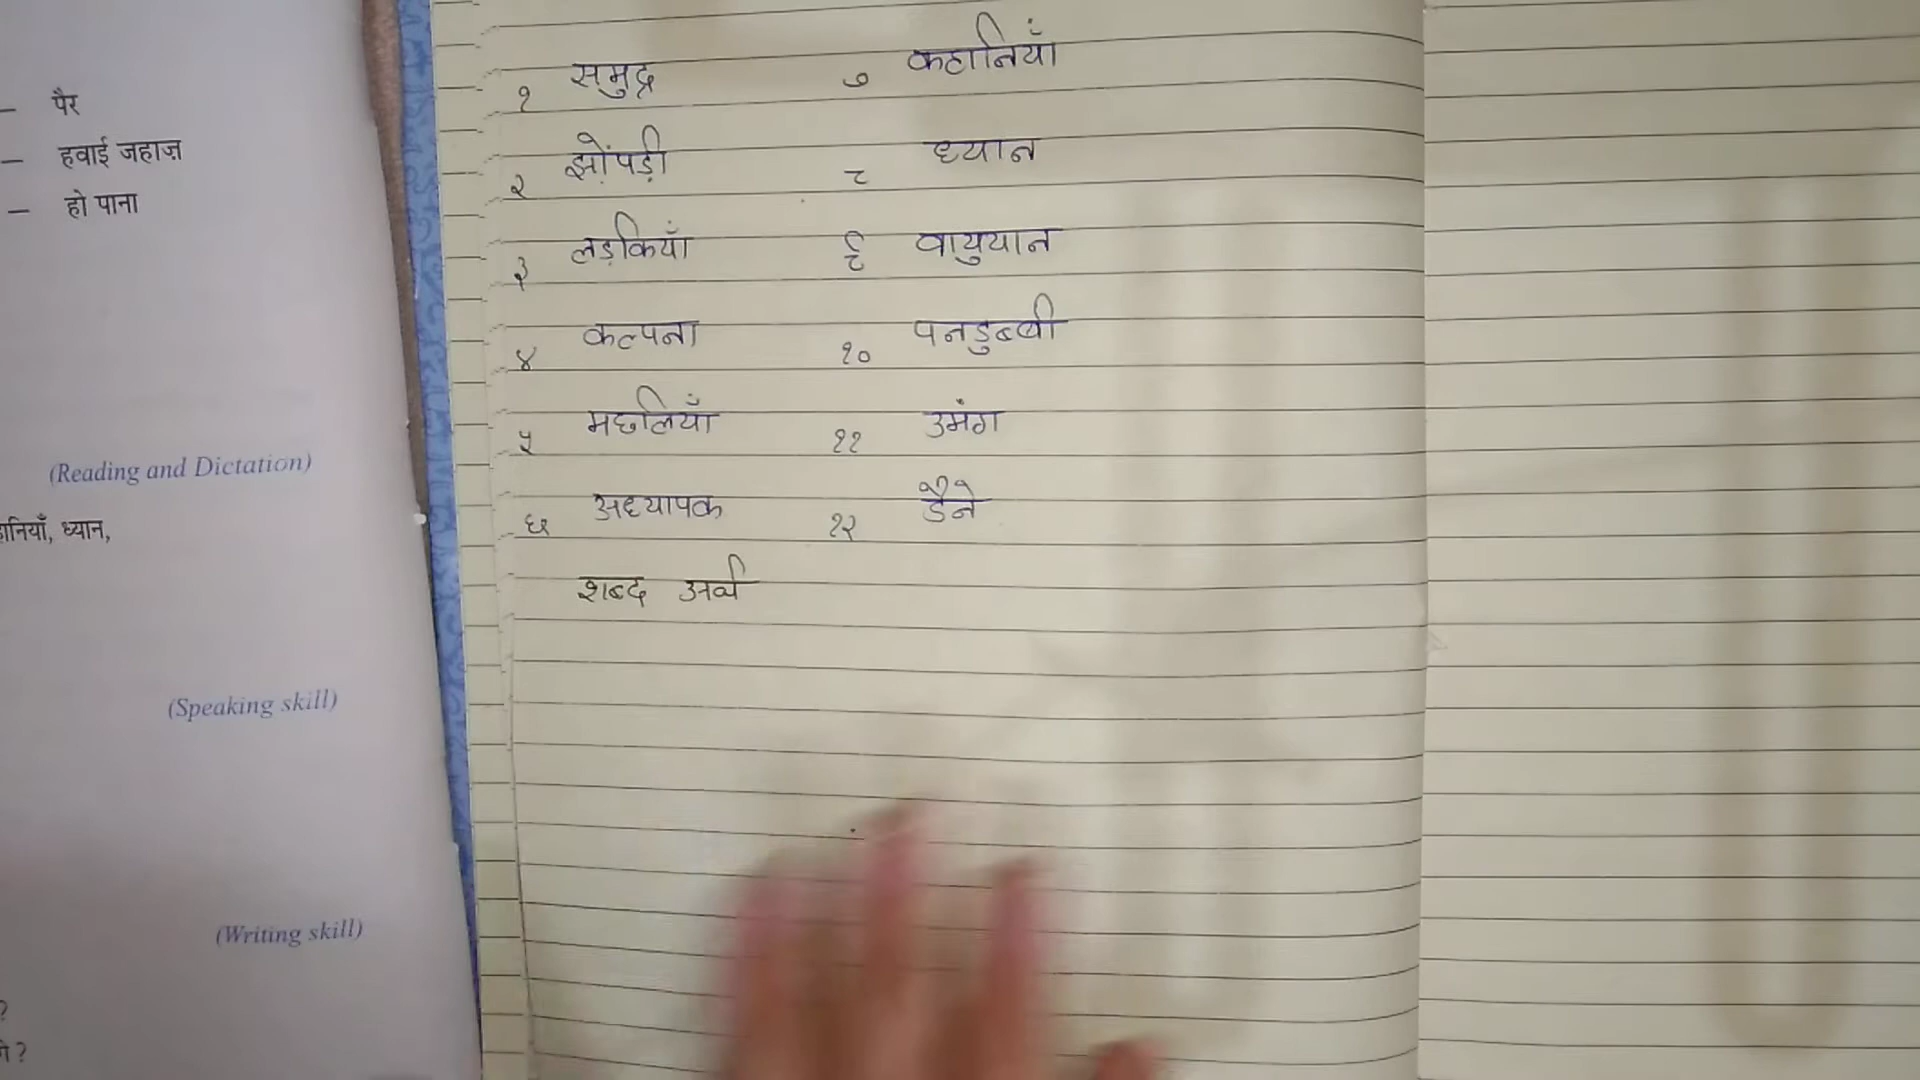 — पैर
— हवाई जहाज़
— हो पाना
(Reading and Dictation)
ध्यान,
(Speaking skill)
(Writing skill)
?
?
१ समुद्र ७ कहानियाँ
२ झोंपड़ी ८ ध्यान
३ लड़कियाँ ९ वायुयान
४ कल्पना १० पनडुब्बी
५ मछलियाँ ११ उमंग
६ अध्यापक १२ डैने
शब्द अर्थ